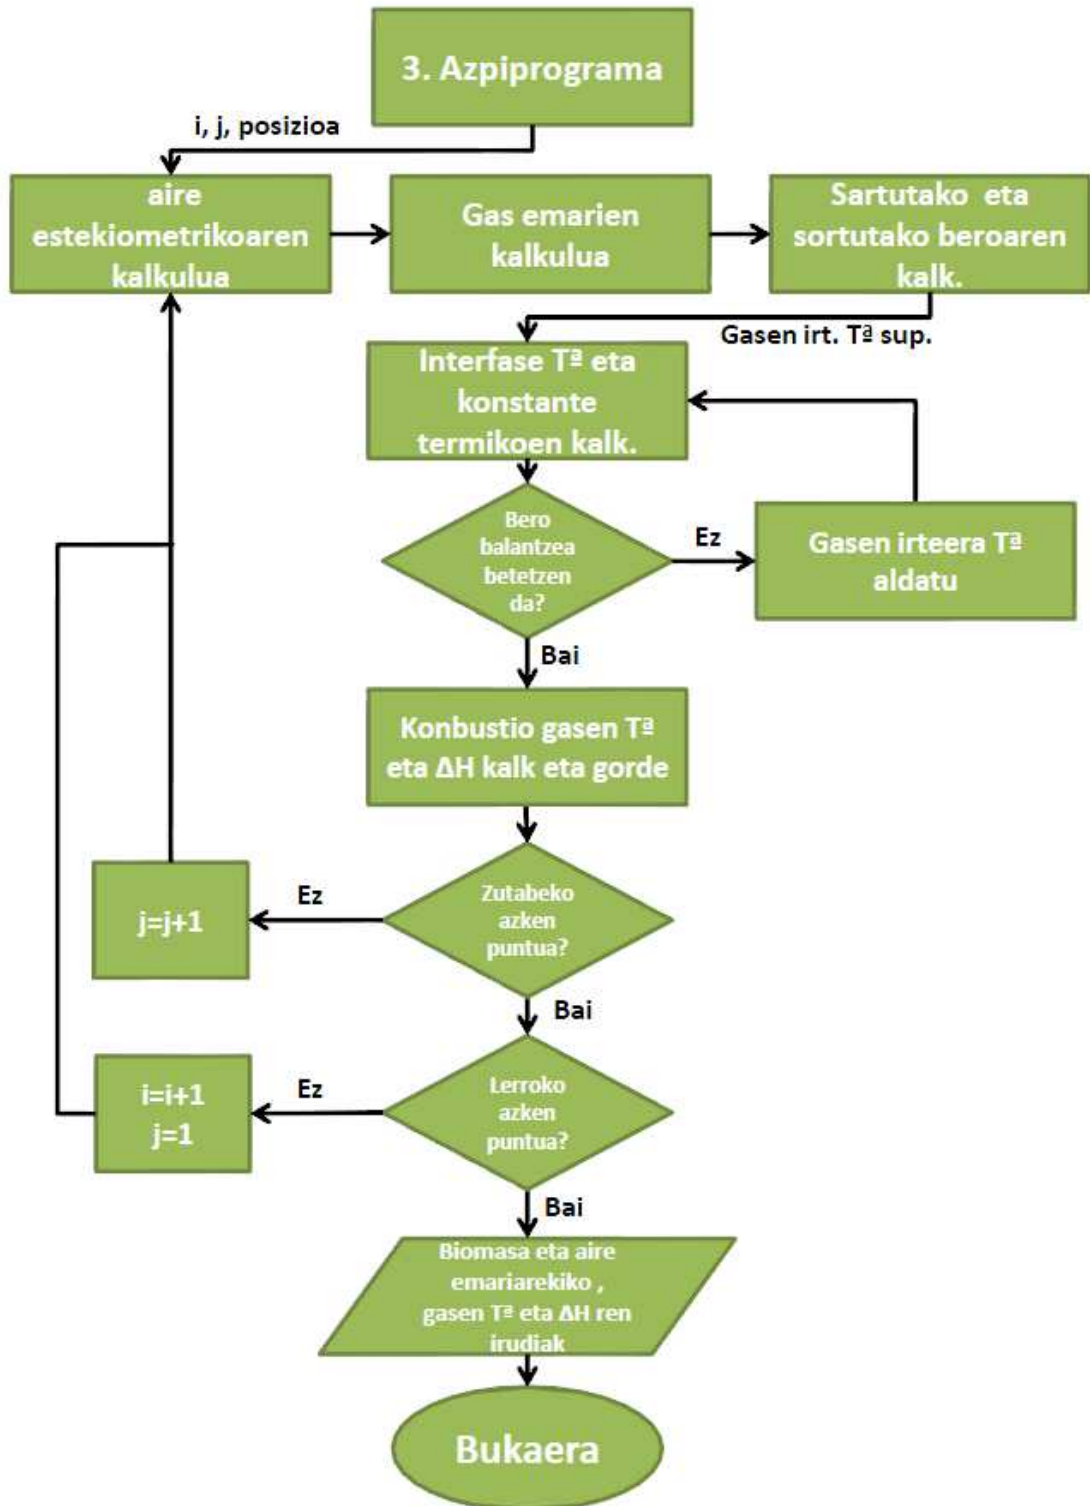 3. Azpiprograma
i, j, posizioa
aire
estekiometrikoaren
kalkulua
Gas emarien
kalkulua
Sartutako eta
sortutako beroaren
kalk.
Gasen irt. Tª sup.
Interfase Tª eta
konstante
termikoen kalk.
Bero
balantzea
betetzen
da?
Ez
Gasen irteera Tª
aldatu
Bai
Konbustio gasen Tª
eta ΔH kalk eta gorde
Zutabeko
azken
puntua?
Ez
j=j+1
Bai
Lerroko
azken
puntua?
Ez
i=i+1
j=1
Bai
Biomasa eta aire
emariarekiko ,
gasen Tª eta ΔH ren
irudiak
Bukaera